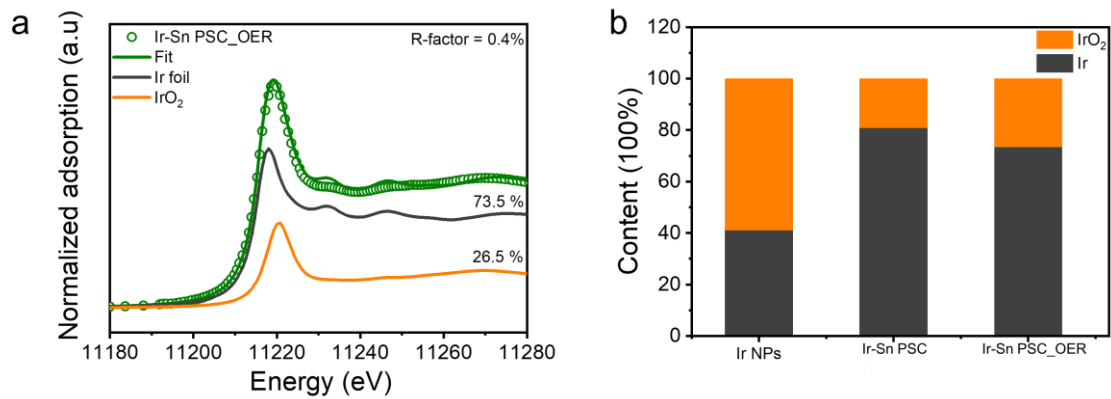 a
Normalized adsorption (a.u)
Ir-Sn PSC_OER
Fit
Ir foil
IrO₂
R-factor = 0.4%
73.5 %
26.5 %
11180 11200 11220 11240 11260 11280
Energy (eV)
b
Content (100%)
120
100
80
60
40
20
0
IrO₂
Ir
Ir NPs Ir-Sn PSC Ir-Sn PSC_OER